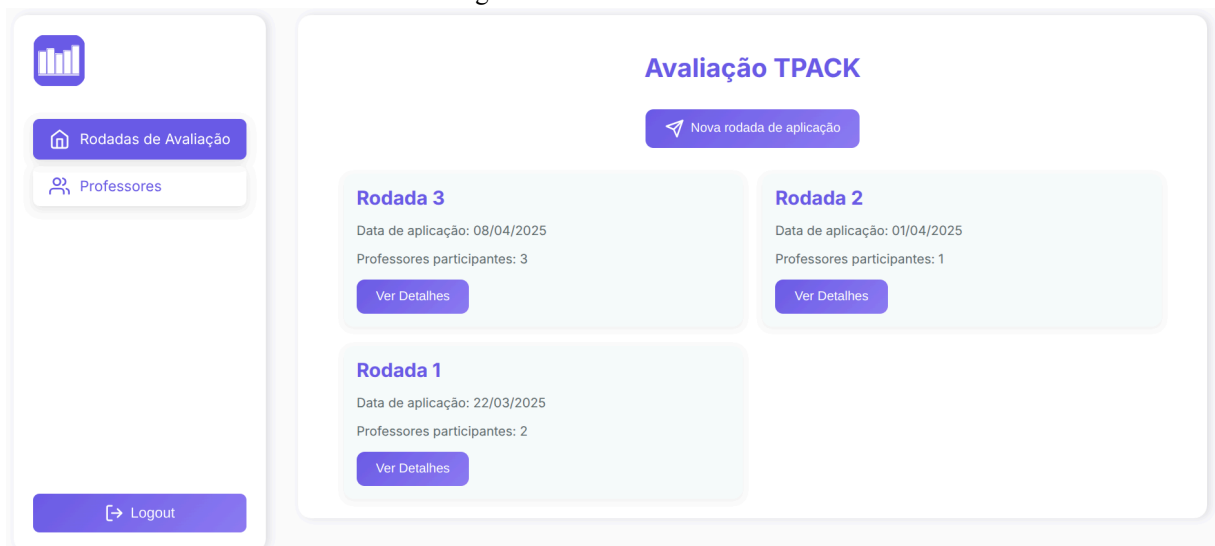 Rodadas de Avaliação
Professores
Logout
Avaliação TPACK
Nova rodada de aplicação
Rodada 3
Data de aplicação: 08/04/2025
Professores participantes: 3
Ver Detalhes
Rodada 2
Data de aplicação: 01/04/2025
Professores participantes: 1
Ver Detalhes
Rodada 1
Data de aplicação: 22/03/2025
Professores participantes: 2
Ver Detalhes